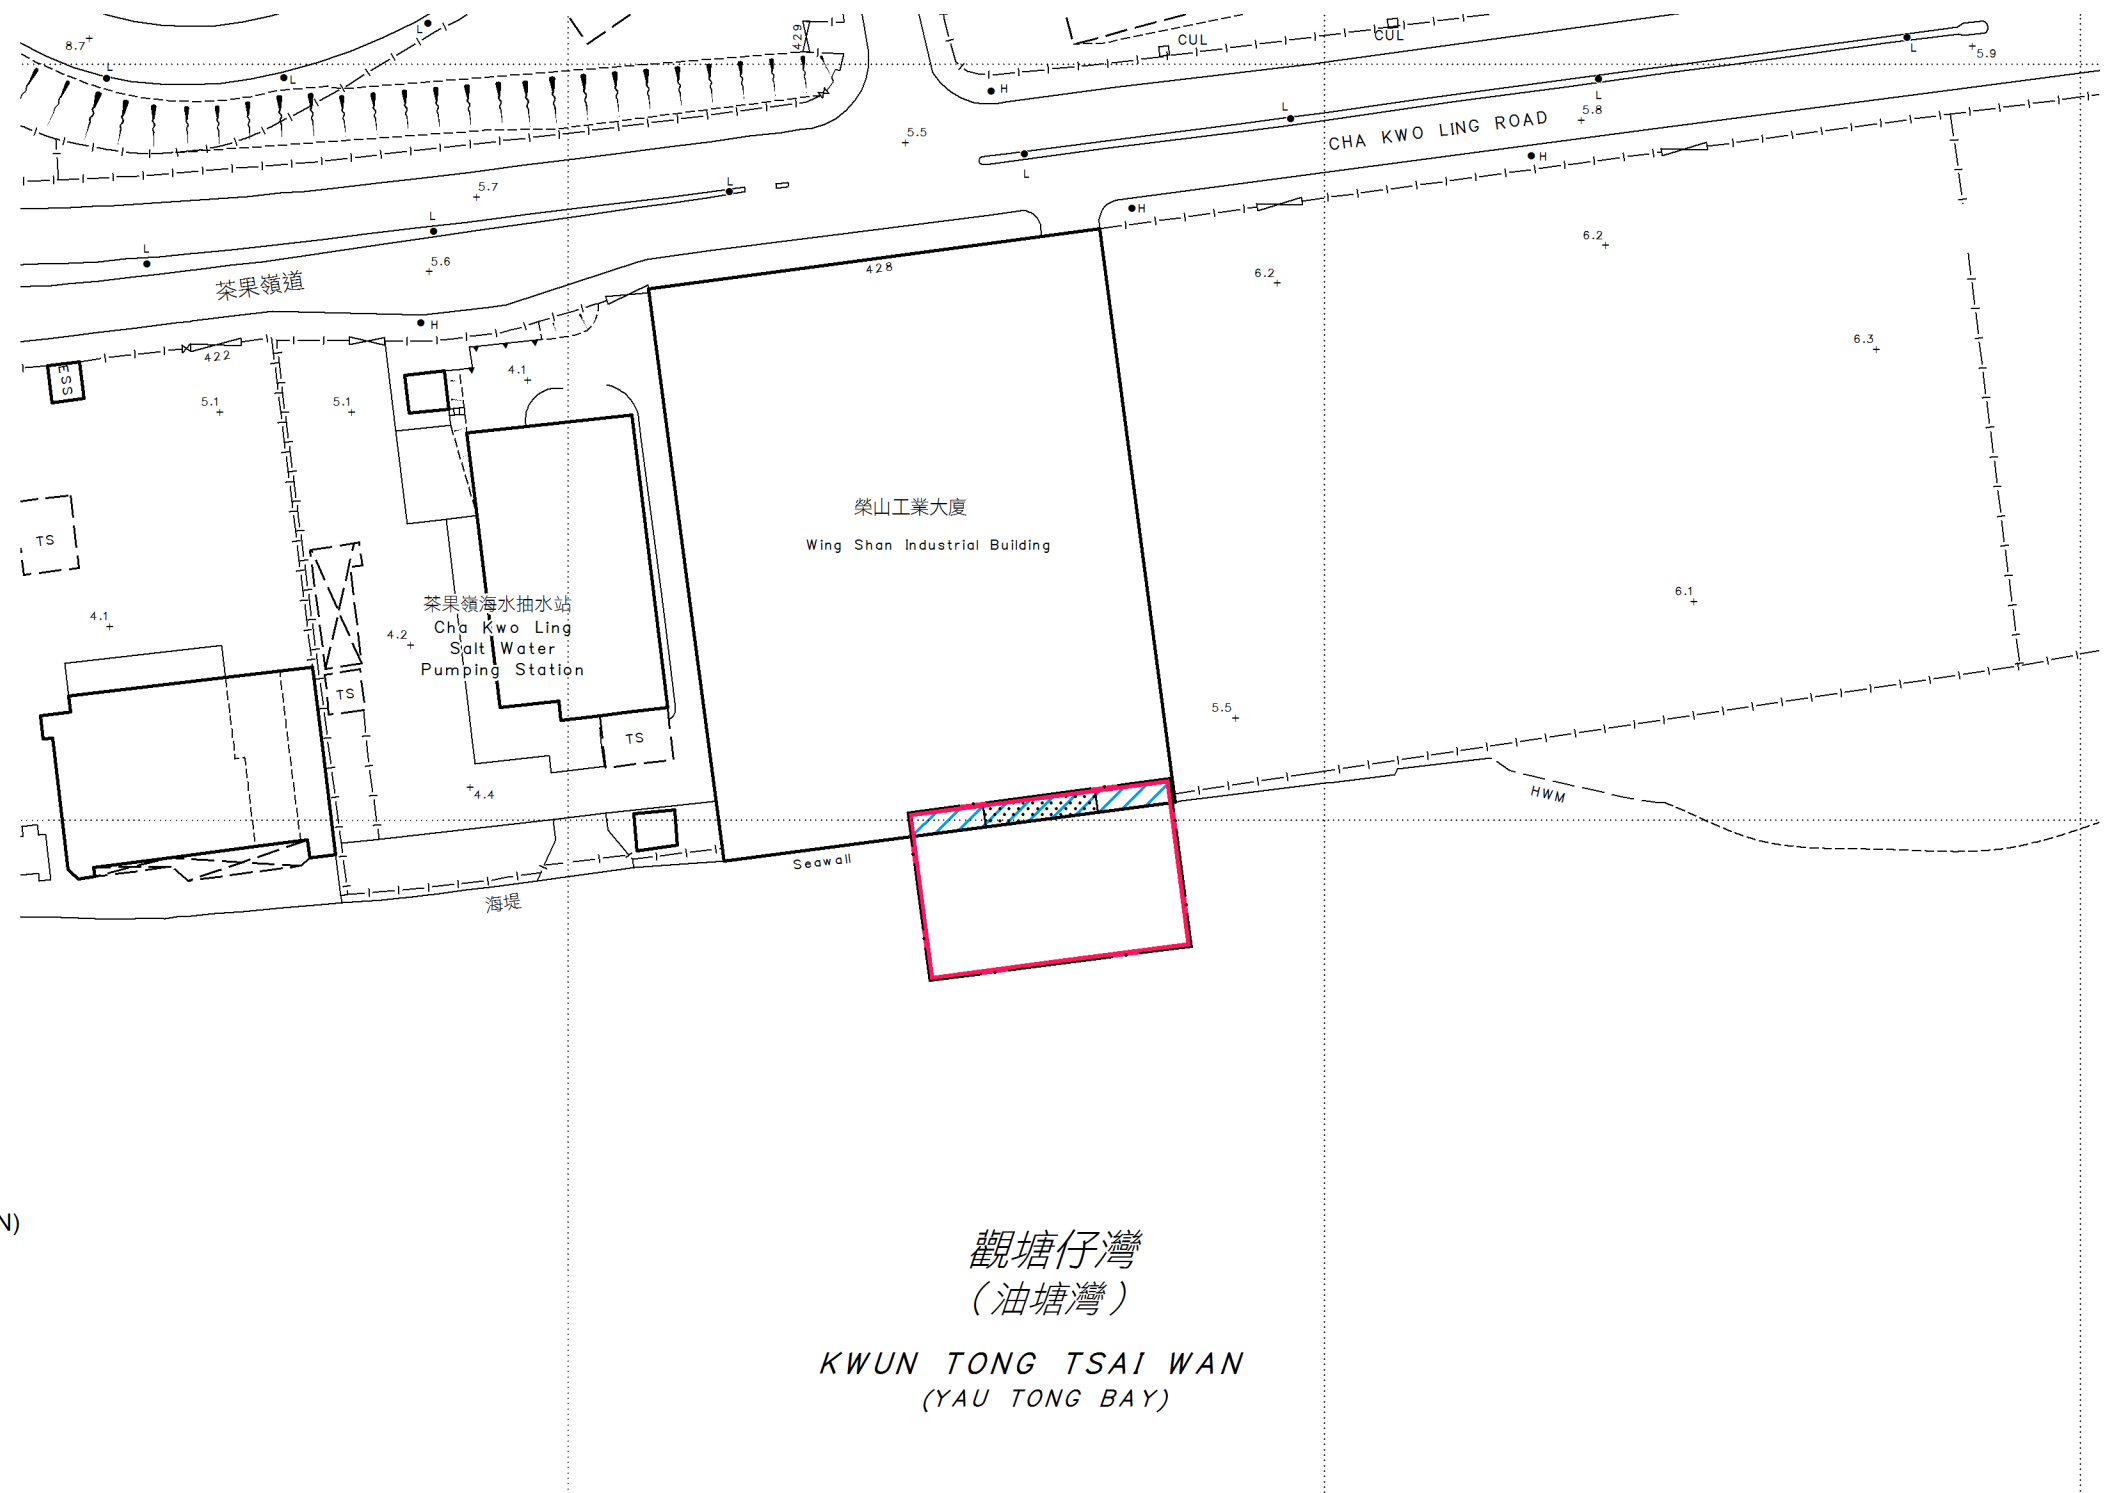 8.7
L
L
L
429
CUL
CUL
L
5.9
H
L
L
5.8
5.5
CHA KWO LING ROAD
L
H
5.7
L
L
H
L
5.6
茶果嶺道
428
6.2
6.2
H
422
ESS
4.1
6.3
5.1
5.1
榮山工業大廈
Wing Shan Industrial Building
TS
茶果嶺海水抽水站
Cha Kwo Ling
Salt Water
Pumping Station
4.1
4.2
6.1
TS
5.5
TS
4.4
HWM
Seawall
海堤
N)
觀塘仔灣
（油塘灣）
KWUN TONG TSAI WAN
(YAU TONG BAY)